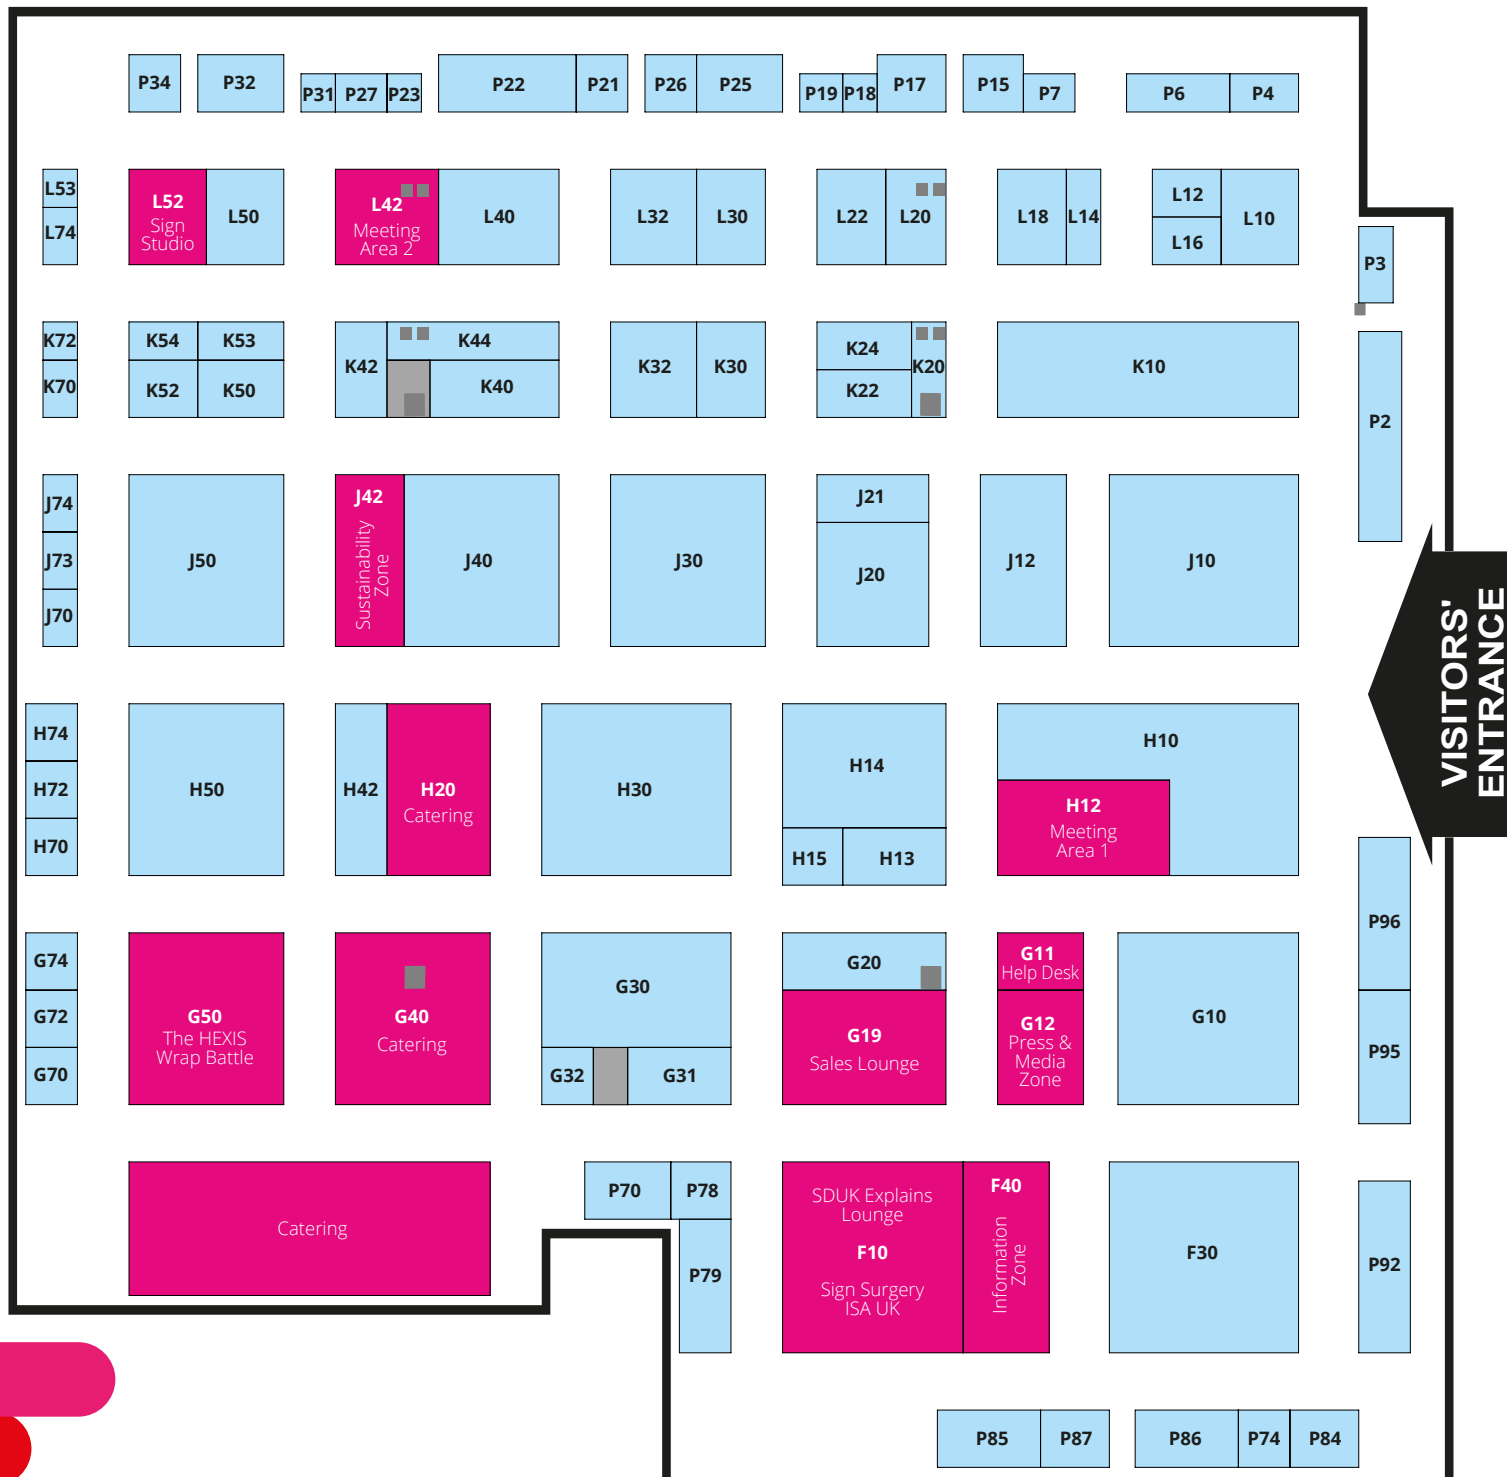 P34
P32
P31
P27
P23
P22
P21
P26
P25
P19
P18
P17
P15
P7
P6
P4
L53
L74
L52
Sign
Studio
L50
L42
Meeting
Area 2
L40
L32
L30
L22
L20
L18
L14
L12
L16
L10
P3
K72
K70
K54
K53
K52
K50
K42
K44
K40
K32
K30
K24
K22
K20
K10
P2
J74
J73
J70
J50
J42
Sustainability
Zone
J40
J30
J21
J20
J12
J10
VISITORS'
ENTRANCE
H74
H72
H70
H50
H42
H20
Catering
H30
H14
H15
H13
H10
H12
Meeting
Area 1
P96
P95
G74
G72
G70
G50
The HEXIS
Wrap Battle
G40
Catering
G30
G32
G31
G20
G19
Sales Lounge
G11
Help Desk
G12
Press &
Media
Zone
G10
Catering
P70
P78
P79
SDUK Explains
Lounge
F10
Sign Surgery
ISA UK
F40
Information
Zone
F30
P92
P85
P87
P86
P74
P84